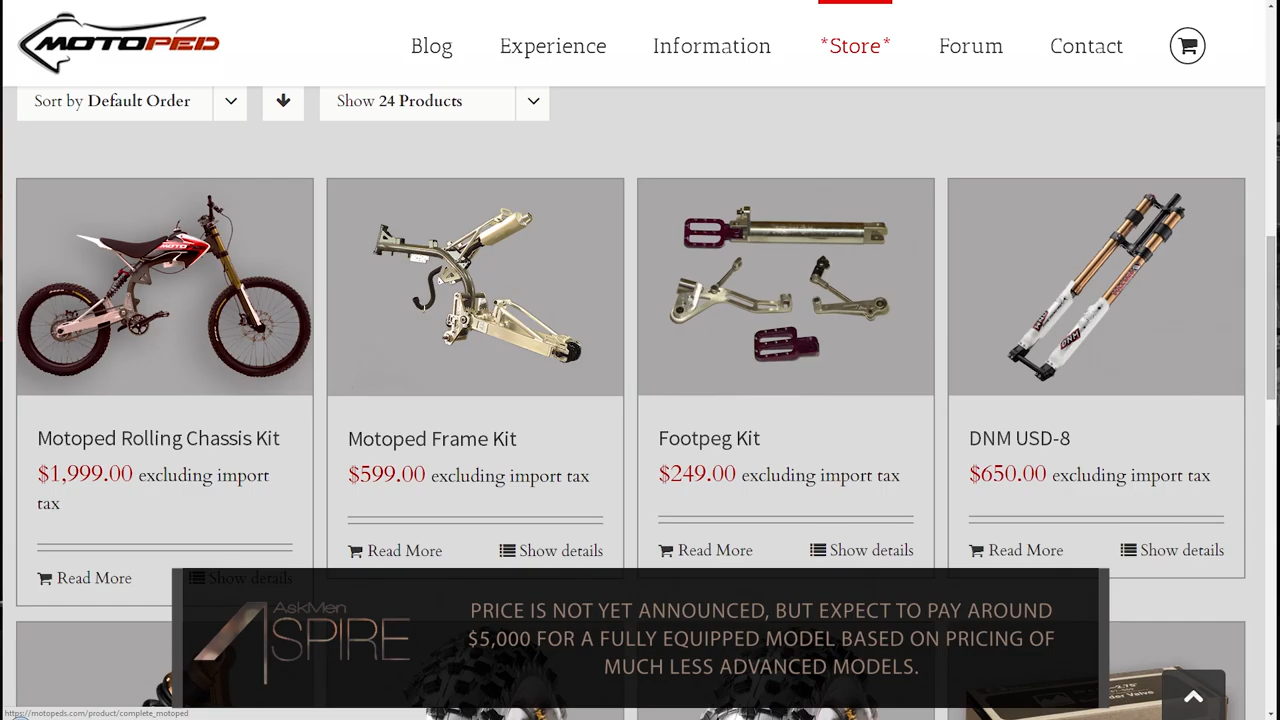 MOTOPED
Blog Experience Information *Store* Forum Contact
Sort by Default Order
Show 24 Products
MOTO
DNM
Motoped Rolling Chassis Kit
$1,999.00 excluding import
tax
Read More Show details
Motoped Frame Kit
$599.00 excluding import tax
Read More Show details
Footpeg Kit
$249.00 excluding import tax
Read More Show details
DNM USD-8
$650.00 excluding import tax
Read More Show details
AskMen
ASPIRE
PRICE IS NOT YET ANNOUNCED, BUT EXPECT TO PAY AROUND
$5,000 FOR A FULLY EQUIPPED MODEL BASED ON PRICING OF
MUCH LESS ADVANCED MODELS.
https://motopeds.com/product/complete_motoped